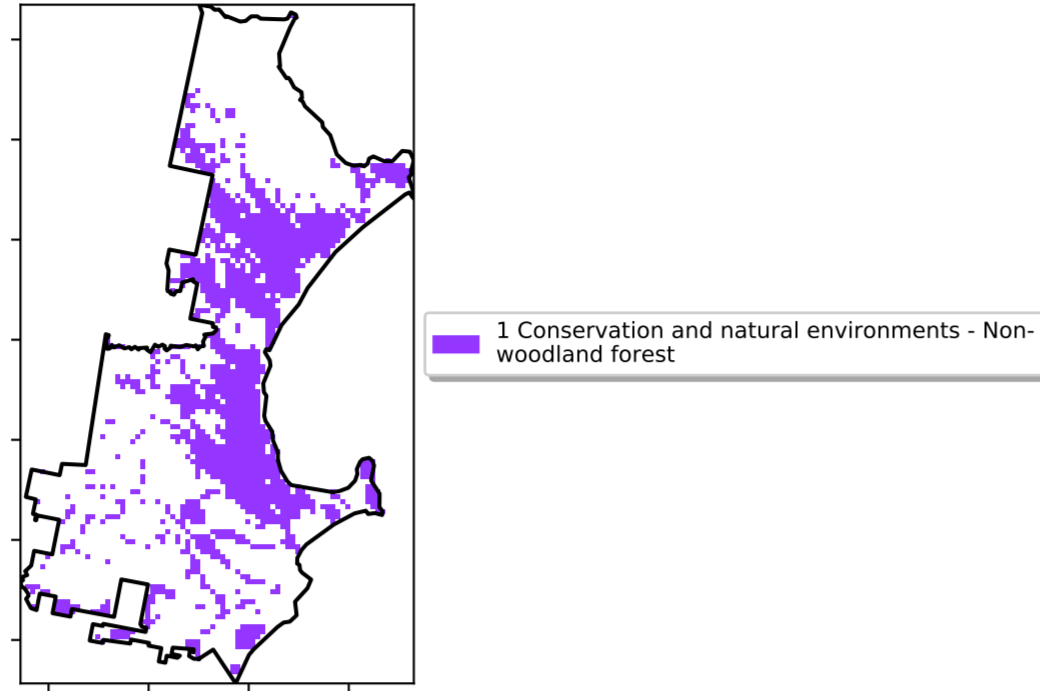 1 Conservation and natural environments - Non-
woodland forest